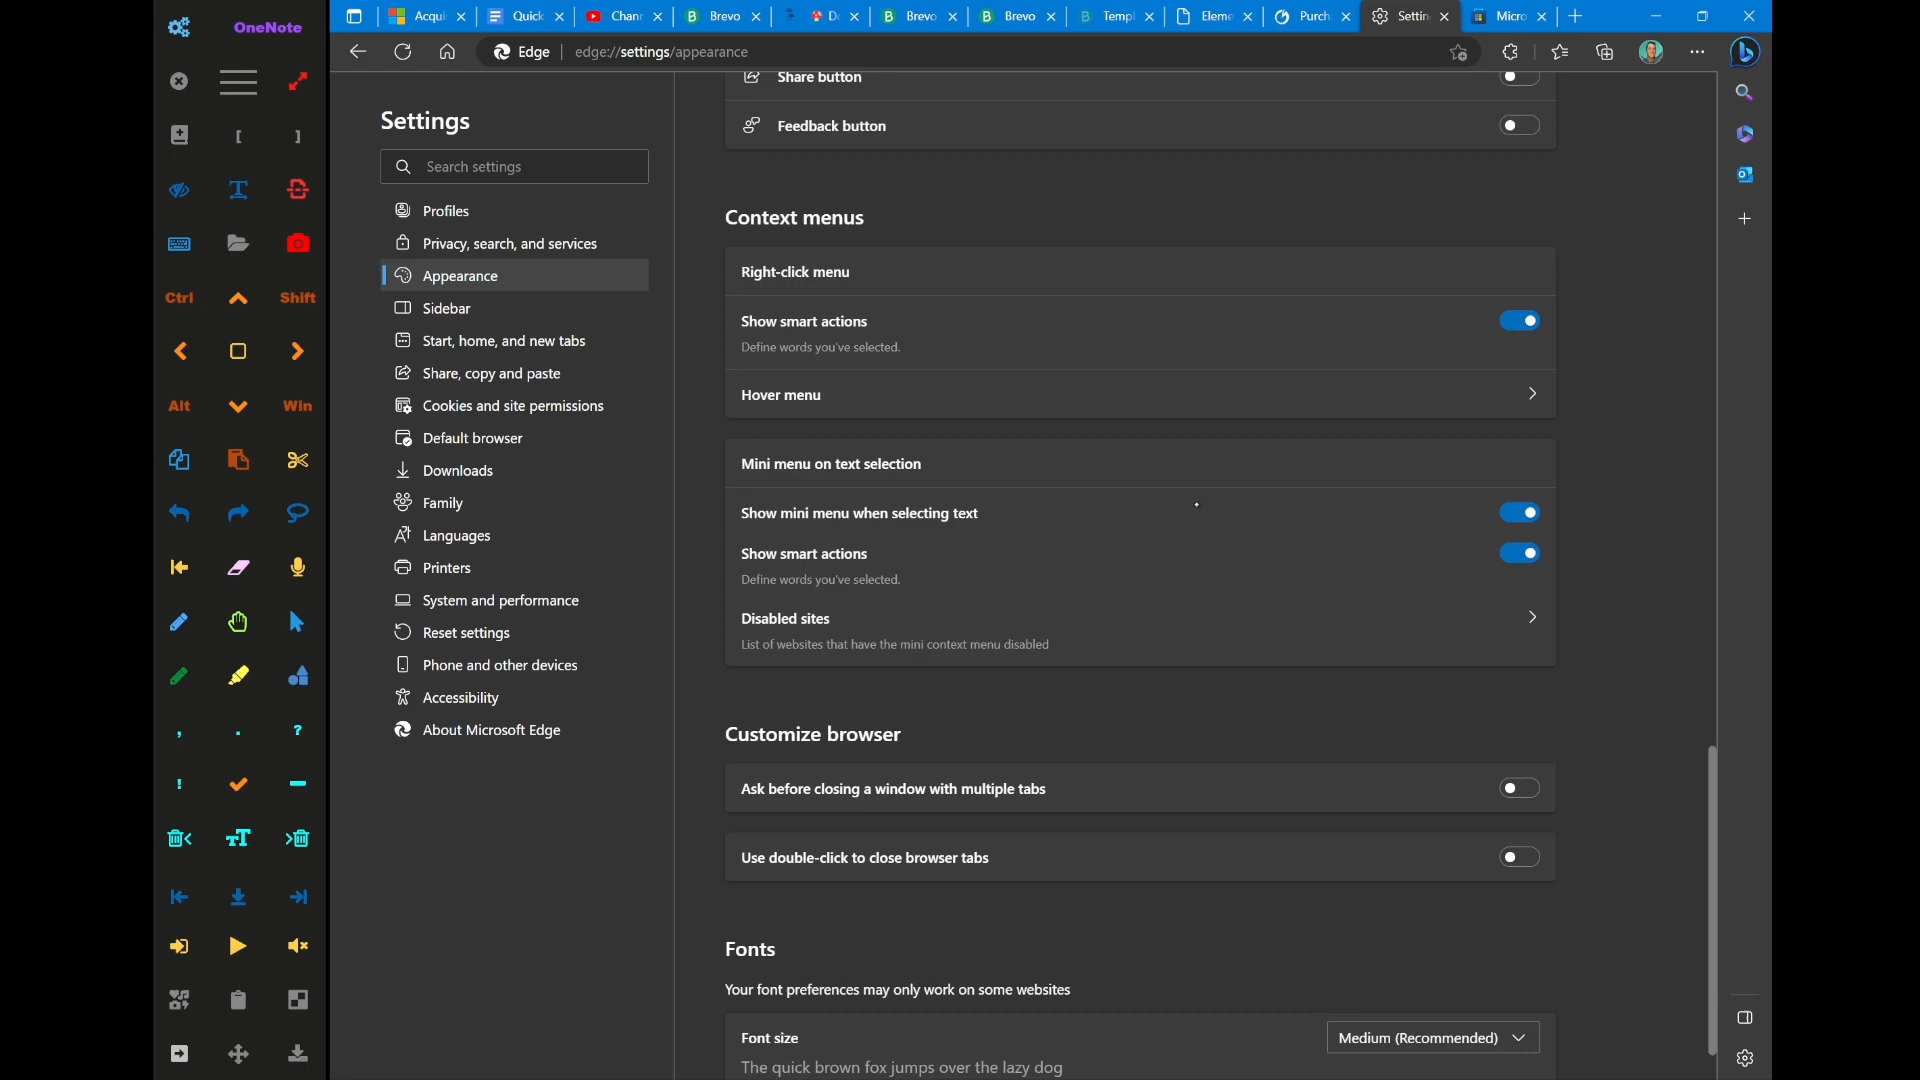 OneNote
[ ]
Ctrl Shift
Alt Win
, . ?
!
Acqui Quick Chan Brevo Brevo Brevo Templ Eleme Purch Settin Micro
Edge edge://settings/appearance
Settings
Search settings
Profiles
Privacy, search, and services
Appearance
Sidebar
Start, home, and new tabs
Share, copy and paste
Cookies and site permissions
Default browser
Downloads
Family
Languages
Printers
System and performance
Reset settings
Phone and other devices
Accessibility
About Microsoft Edge
Share button
Feedback button
Context menus
Right-click menu
Show smart actions
Define words you've selected.
Hover menu
Mini menu on text selection
Show mini menu when selecting text
Show smart actions
Define words you've selected.
Disabled sites
List of websites that have the mini context menu disabled
Customize browser
Ask before closing a window with multiple tabs
Use double-click to close browser tabs
Fonts
Your font preferences may only work on some websites
Font size Medium (Recommended)
The quick brown fox jumps over the lazy dog